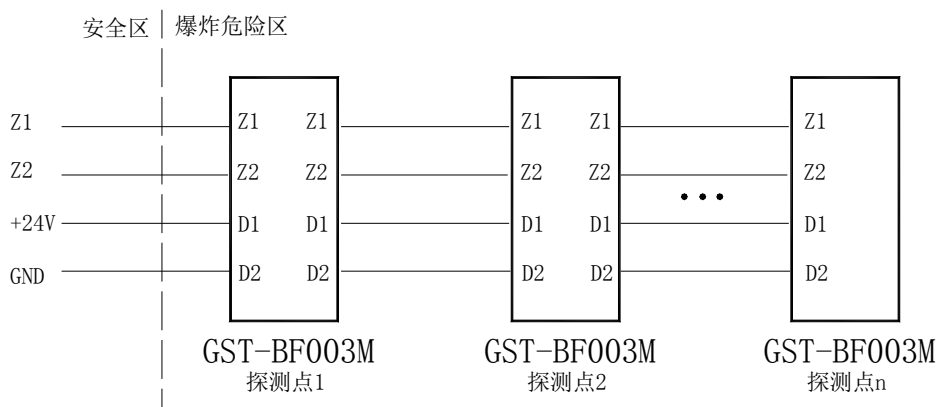 安全区 爆炸危险区
Z1 Z1 Z1 Z1 Z1 Z1
Z2 Z2 Z2 Z2 Z2 Z2
+24V D1 D1 D1 D1 D1
GND D2 D2 D2 D2 D2
GST-BF003M GST-BF003M GST-BF003M
探测点1 探测点2 探测点n